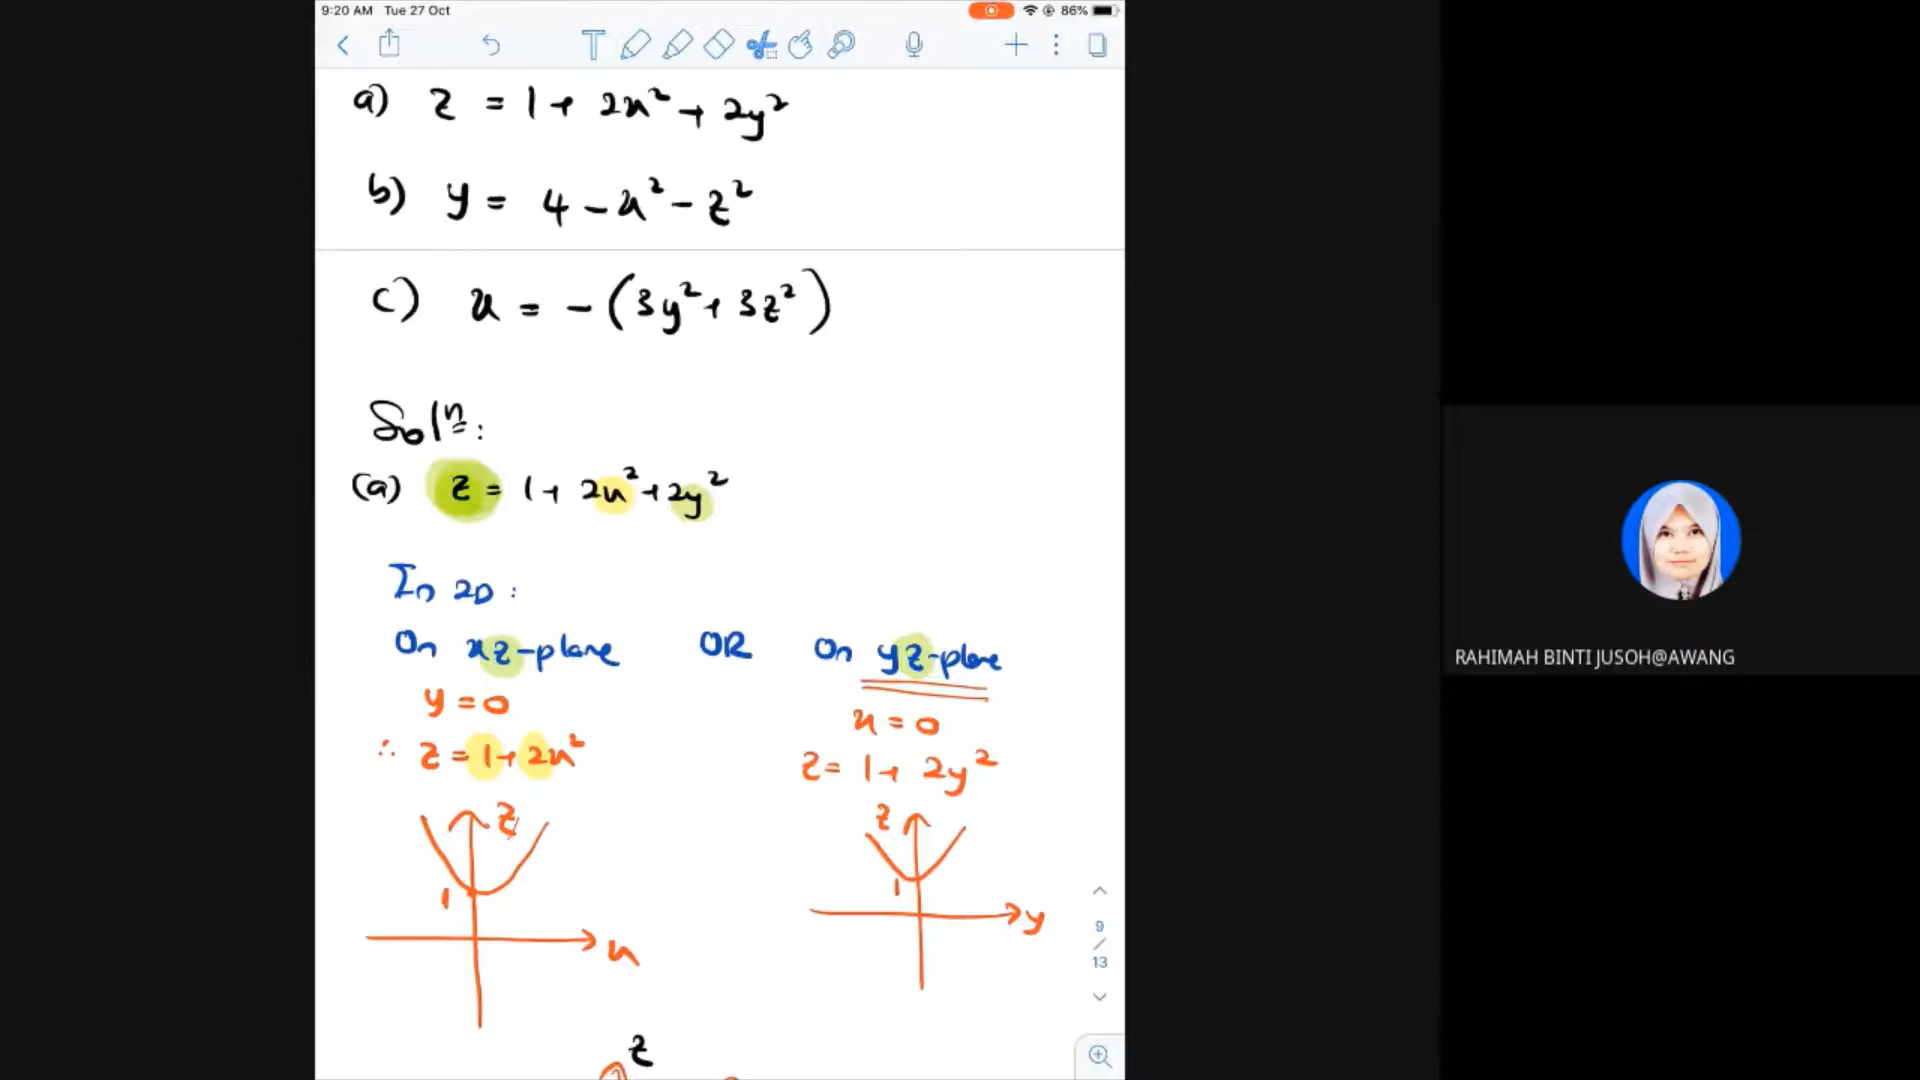 9:20 AM Tue 27 Oct
86%
a) z = 1 + 2x² + 2y²
b) y = 4 - x² - z²
c) x = - (3y² + 3z²)
Solⁿ:
(a) z = 1 + 2x² + 2y²
In 2D :
On xz-plane OR On yz-plane
y = 0
x = 0
∴ z = 1 + 2x²
z = 1 + 2y²
z
z
1
1
y
x
z
9
/
13
RAHIMAH BINTI JUSOH@AWANG